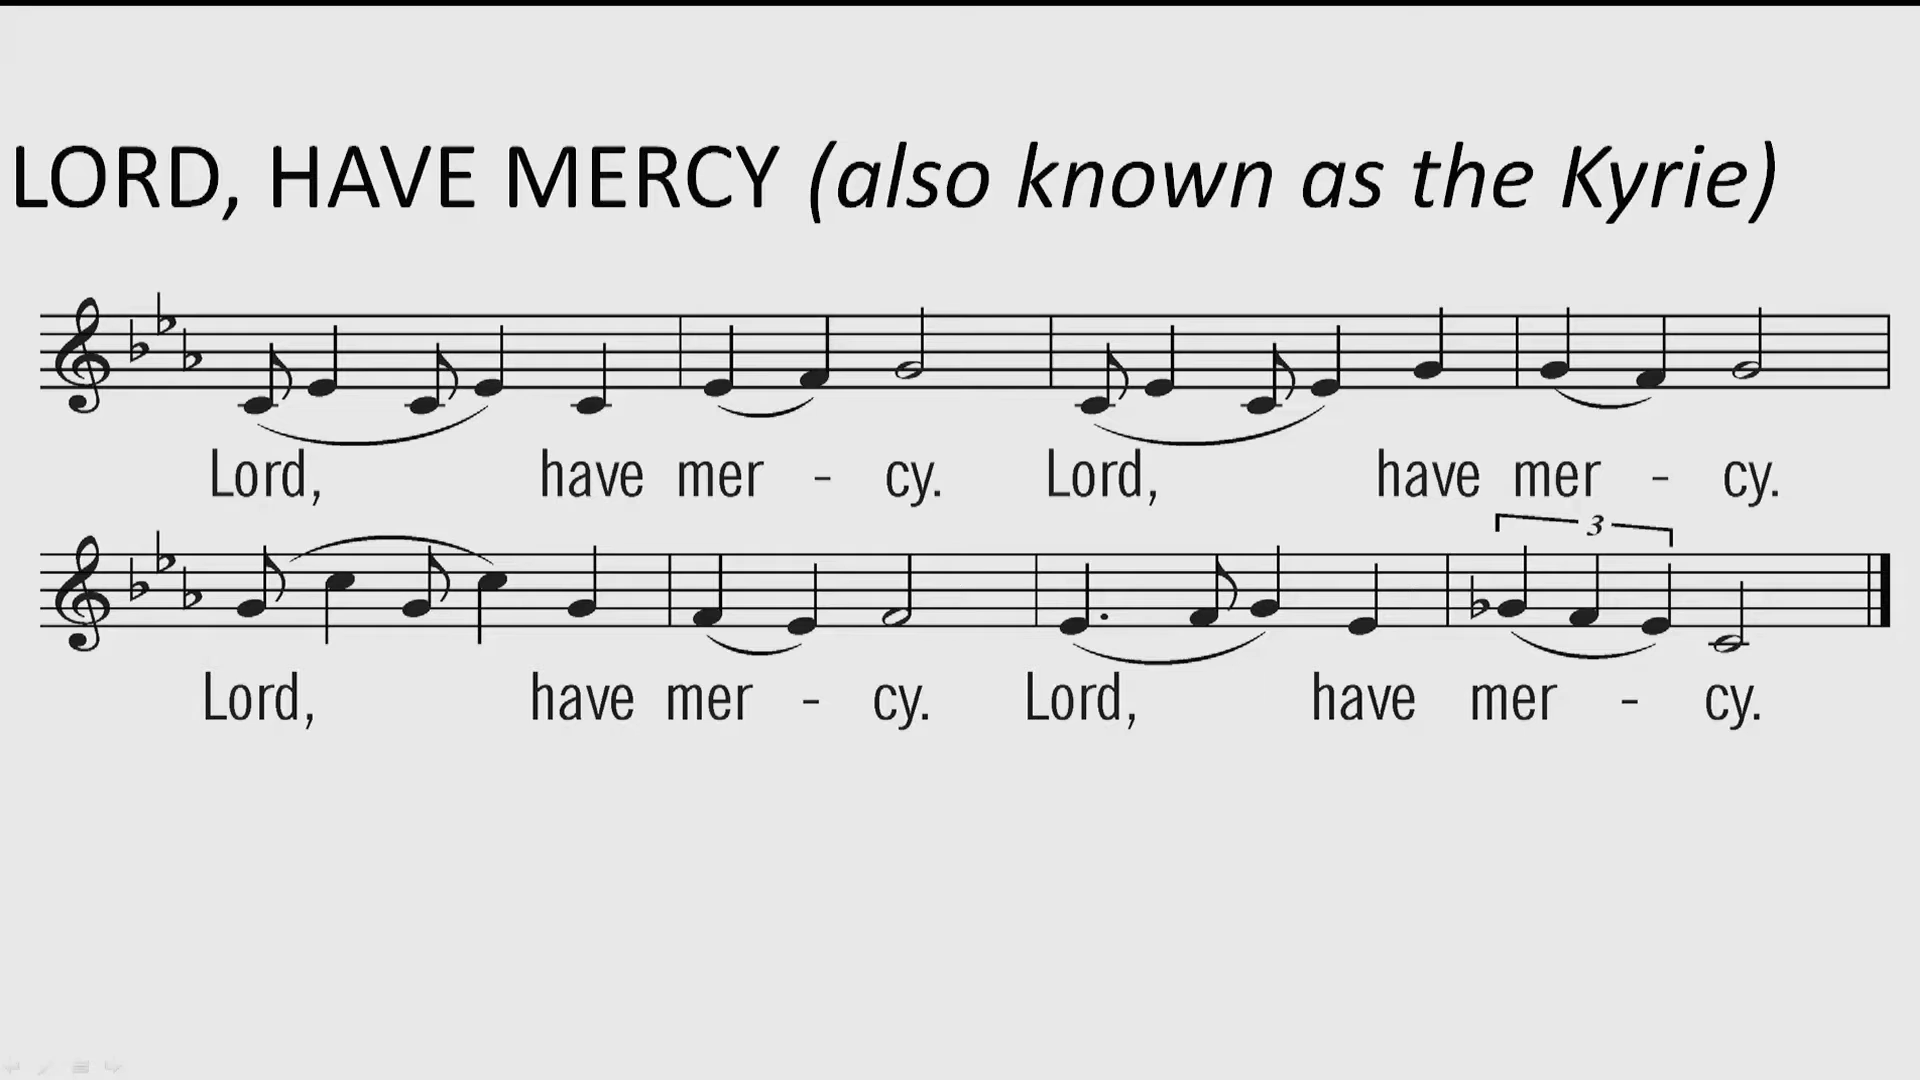 LORD, HAVE MERCY (also known as the Kyrie)
Lord, have mer - cy. Lord, have mer - cy.
3
Lord, have mer - cy. Lord, have mer - cy.